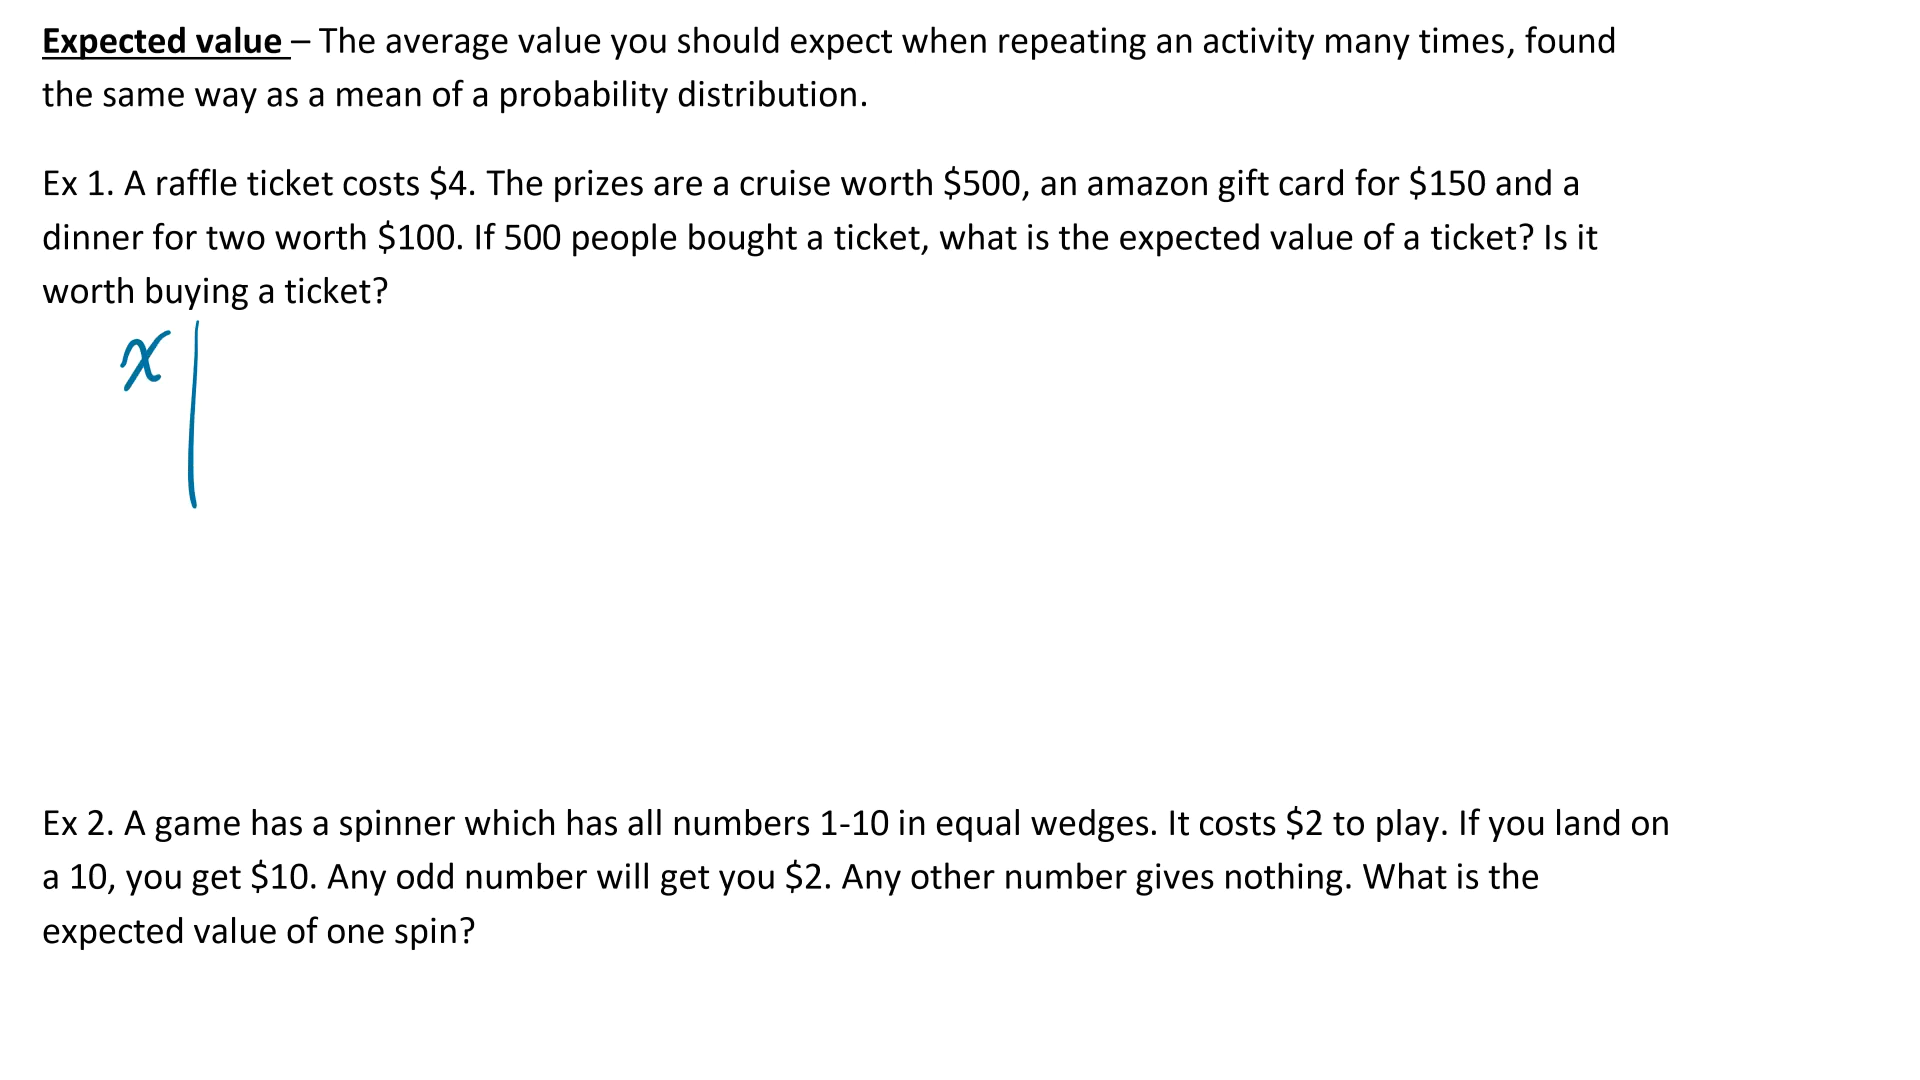 Expected value – The average value you should expect when repeating an activity many times, found
the same way as a mean of a probability distribution.
Ex 1. A raffle ticket costs $4. The prizes are a cruise worth $500, an amazon gift card for $150 and a
dinner for two worth $100. If 500 people bought a ticket, what is the expected value of a ticket? Is it
worth buying a ticket?
x
Ex 2. A game has a spinner which has all numbers 1-10 in equal wedges. It costs $2 to play. If you land on
a 10, you get $10. Any odd number will get you $2. Any other number gives nothing. What is the
expected value of one spin?